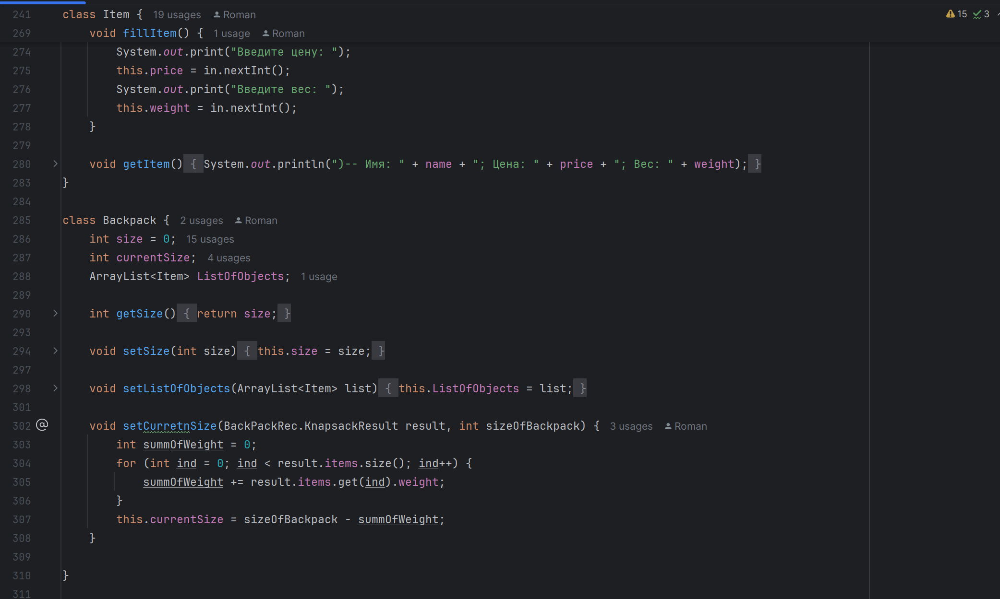 241 class Item { 19 usages Roman 15 3
269 void fillItem() { 1 usage Roman
274 System.out.print("Введите цену: ");
275 this.price = in.nextInt();
276 System.out.print("Введите вес: ");
277 this.weight = in.nextInt();
278 }
279
280 void getItem() { System.out.println(")-- Имя: " + name + "; Цена: " + price + "; Вес: " + weight); }
283 }
284
285 class Backpack { 2 usages Roman
286 int size = 0; 15 usages
287 int currentSize; 4 usages
288 ArrayList<Item> ListOfObjects; 1 usage
289
290 int getSize() { return size; }
293
294 void setSize(int size) { this.size = size; }
297
298 void setListOfObjects(ArrayList<Item> list) { this.ListOfObjects = list; }
301
302 @ void setCurretnSize(BackPackRec.KnapsackResult result, int sizeOfBackpack) { 3 usages Roman
303 int summOfWeight = 0;
304 for (int ind = 0; ind < result.items.size(); ind++) {
305 summOfWeight += result.items.get(ind).weight;
306 }
307 this.currentSize = sizeOfBackpack - summOfWeight;
308 }
309
310 }
311